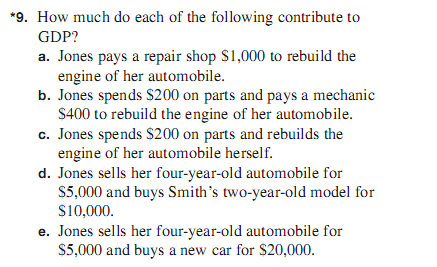 *9. How much do each of the following contribute to
GDP?
a. Jones pays a repair shop $1,000 to rebuild the
engine of her automobile.
b. Jones spends $200 on parts and pays a mechanic
$400 to rebuild the engine of her automobile.
c. Jones spends $200 on parts and rebuilds the
engine of her automobile herself.
d. Jones sells her four-year-old automobile for
$5,000 and buys Smith's two-year-old model for
$10,000.
e. Jones sells her four-year-old automobile for
$5,000 and buys a new car for $20,000.